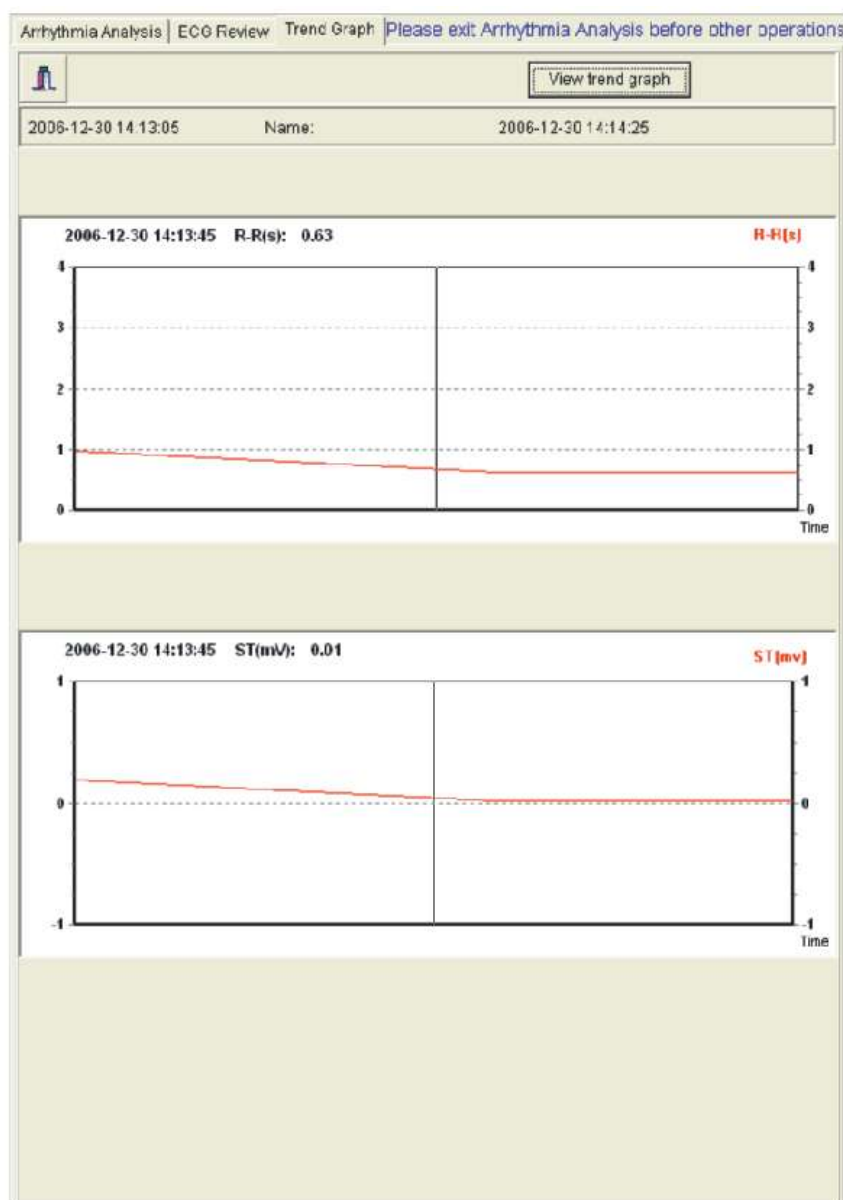 Arrhythmia Analysis ECG Review Trend Graph Please exit Arrhythmia Analysis before other operations
View trend graph
2006-12-30 14:13:05 Name: 2006-12-30 14:14:25
2006-12-30 14:13:45 R-R(s): 0.63 R-R(s)
4 4
3 3
2 2
1 1
0 0
Time
2006-12-30 14:13:45 ST(mV): 0.01 ST(mv)
1 1
0 0
-1 -1
Time